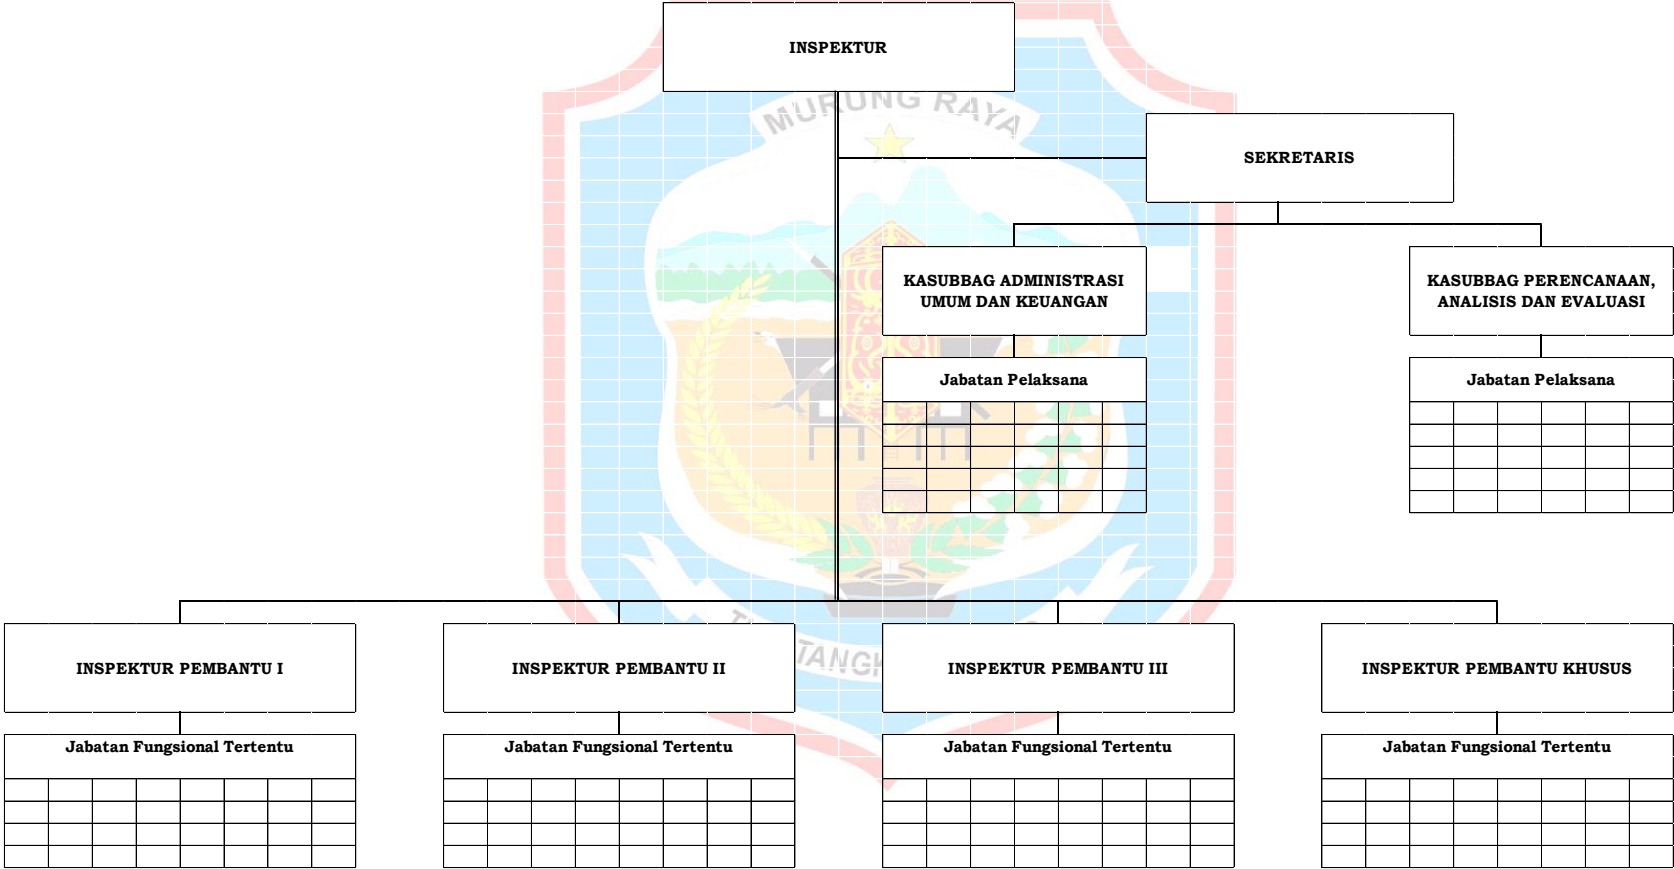 INSPEKTUR
MURUNG RAYA
SEKRETARIS
KASUBBAG ADMINISTRASI
UMUM DAN KEUANGAN
KASUBBAG PERENCANAAN,
ANALISIS DAN EVALUASI
Jabatan Pelaksana
Jabatan Pelaksana
INSPEKTUR PEMBANTU I
INSPEKTUR PEMBANTU II
INSPEKTUR PEMBANTU III
INSPEKTUR PEMBANTU KHUSUS
Jabatan Fungsional Tertentu
Jabatan Fungsional Tertentu
Jabatan Fungsional Tertentu
Jabatan Fungsional Tertentu